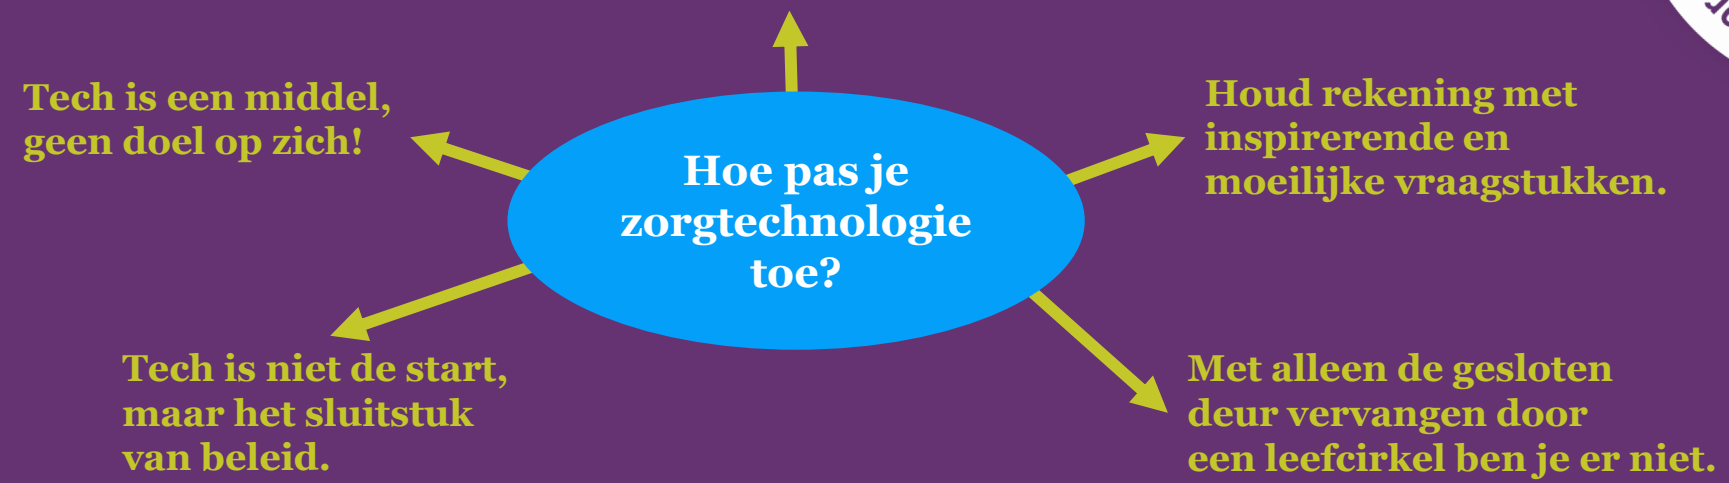 Tech is een middel,
geen doel op zich!
Houd rekening met
inspirerende en
moeilijke vraagstukken.
Hoe pas je
zorgtechnologie
toe?
Tech is niet de start,
maar het sluitstuk
van beleid.
Met alleen de gesloten
deur vervangen door
een leefcirkel ben je er niet.